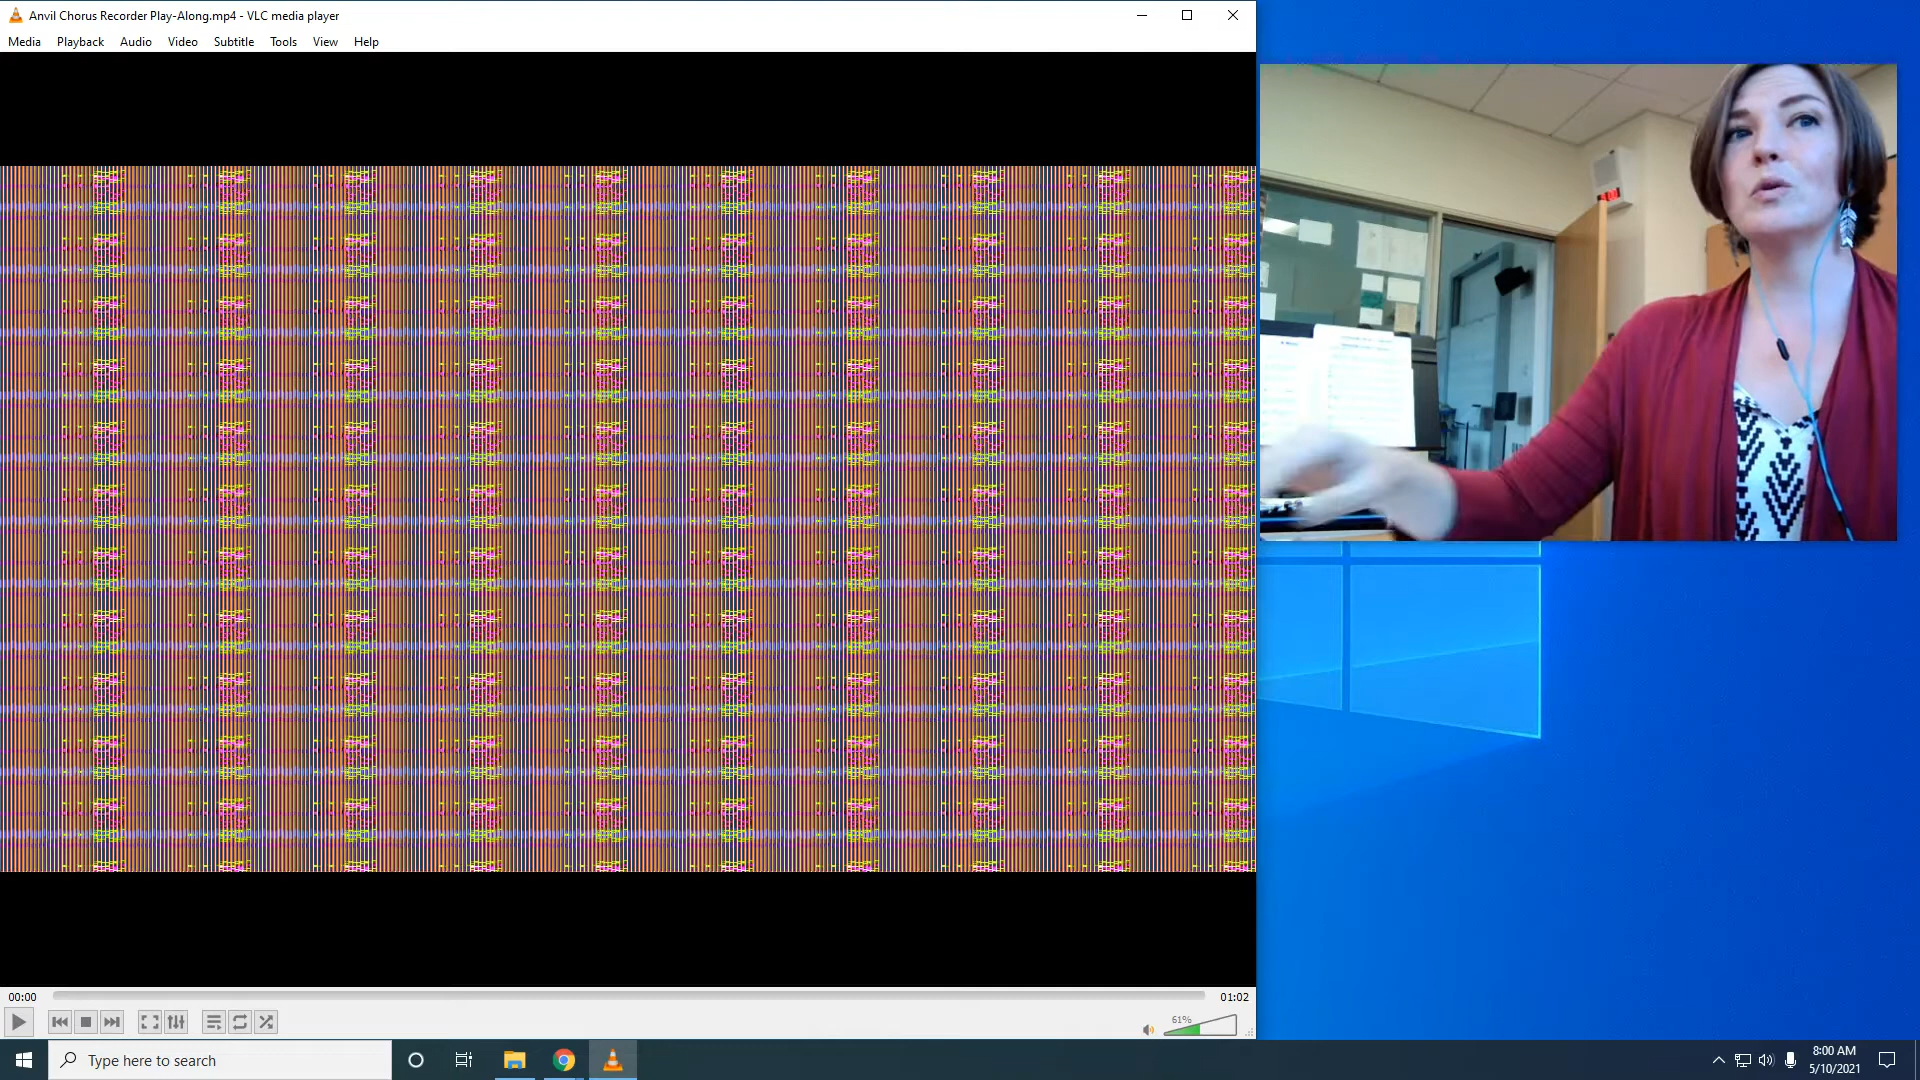 Anvil Chorus Recorder Play-Along.mp4 - VLC media player
Media Playback Audio Video Subtitle Tools View Help
00:00
01:02
61%
Type here to search
8:00 AM
5/10/2021